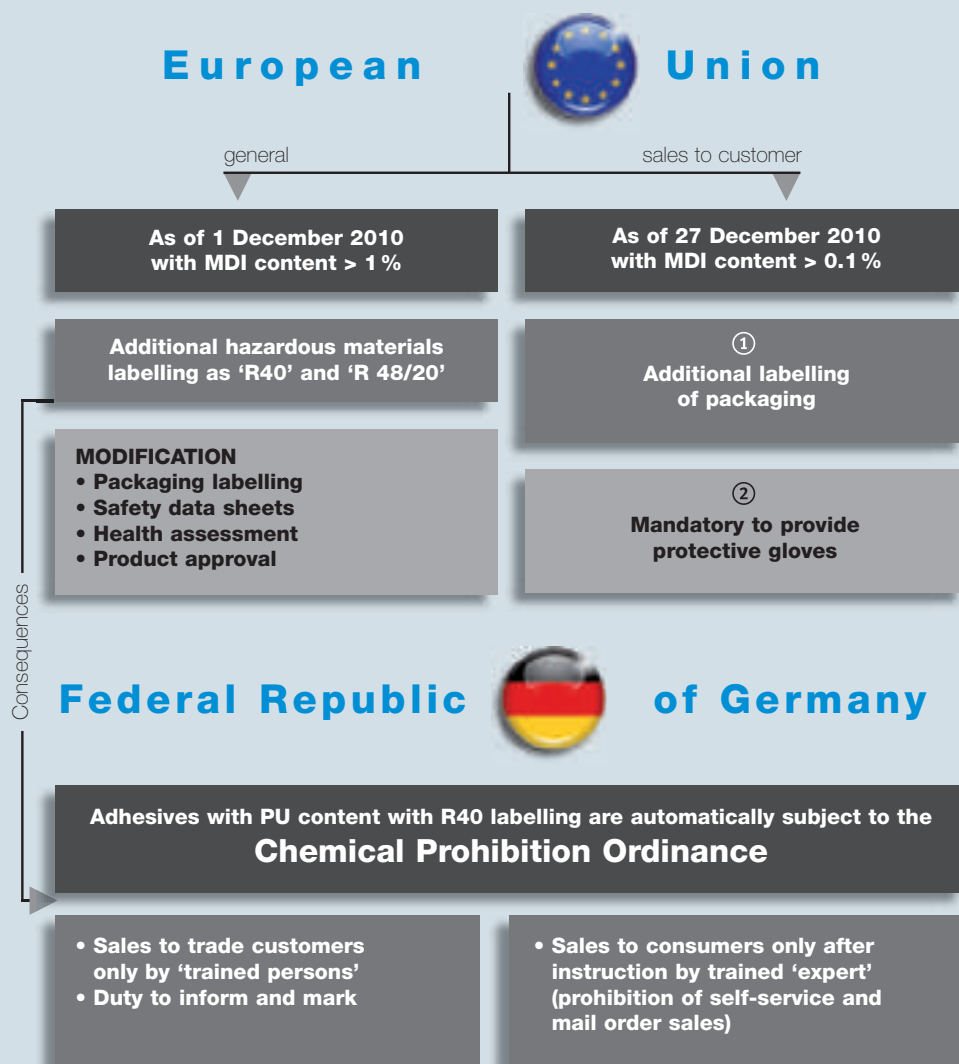 European Union
general
sales to customer
As of 1 December 2010
with MDI content > 1 %
As of 27 December 2010
with MDI content > 0.1 %
Additional hazardous materials
labelling as ‘R40’ and ‘R 48/20’
①
Additional labelling
of packaging
MODIFICATION
• Packaging labelling
• Safety data sheets
• Health assessment
• Product approval
②
Mandatory to provide
protective gloves
Consequences
Federal Republic of Germany
Adhesives with PU content with R40 labelling are automatically subject to the
Chemical Prohibition Ordinance
• Sales to trade customers
only by ‘trained persons’
• Duty to inform and mark
• Sales to consumers only after
instruction by trained ‘expert’
(prohibition of self-service and
mail order sales)